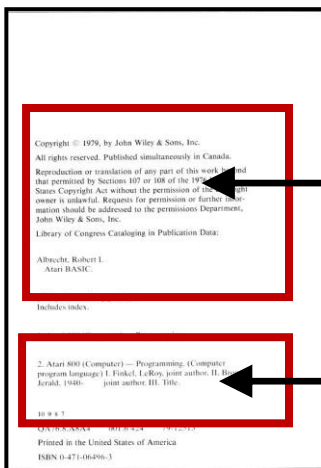 Copyright © 1979, by John Wiley & Sons, Inc.
All rights reserved. Published simultaneously in Canada.
Reproduction or translation of any part of this work
that permitted by Sections 107 or 108 of the 1976
States Copyright Act without the permission of the
owner is unlawful. Requests for permission or further
mation should be addressed to the permissions Department,
John Wiley & Sons, Inc.
Library of Congress Cataloging in Publication Data:
Albrecht, Robert L
Atari BASIC.
Includes index.
2. Atari 800 (Computer) — Programming. (Computer
program language) I. Finkel, LeRoy, joint author. II.
Jerald, 1940- joint author. III. Title.
10 9 8 7
Printed in the United States of America
ISBN 0-471-06496-3